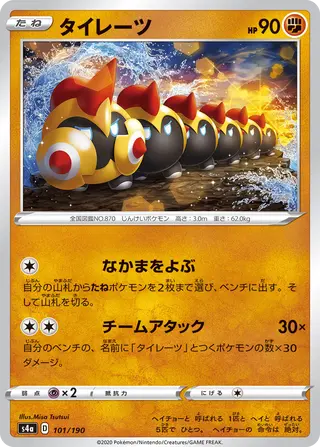 たね タイレーツ HP90
全国図鑑NO.870 じんけいポケモン 高さ:3.0m 重さ:62.0kg
なかまをよぶ
自分の山札からたねポケモンを2枚まで選び、ベンチに出す。そ
して山札を切る。
チームアタック 30×
自分のベンチの、名前に「タイレーツ」とつくポケモンの数×30
ダメージ。
弱点 ×2 抵抗力 にげる
Illus.Misa Tsutsui
s4a D 101/190
ヘイチョーと 呼ばれる 1匹と ヘイと 呼ばれる
5匹で ひとつ。 ヘイチョーの 命令は 絶対。
©2020 Pokémon/Nintendo/Creatures/GAME FREAK.